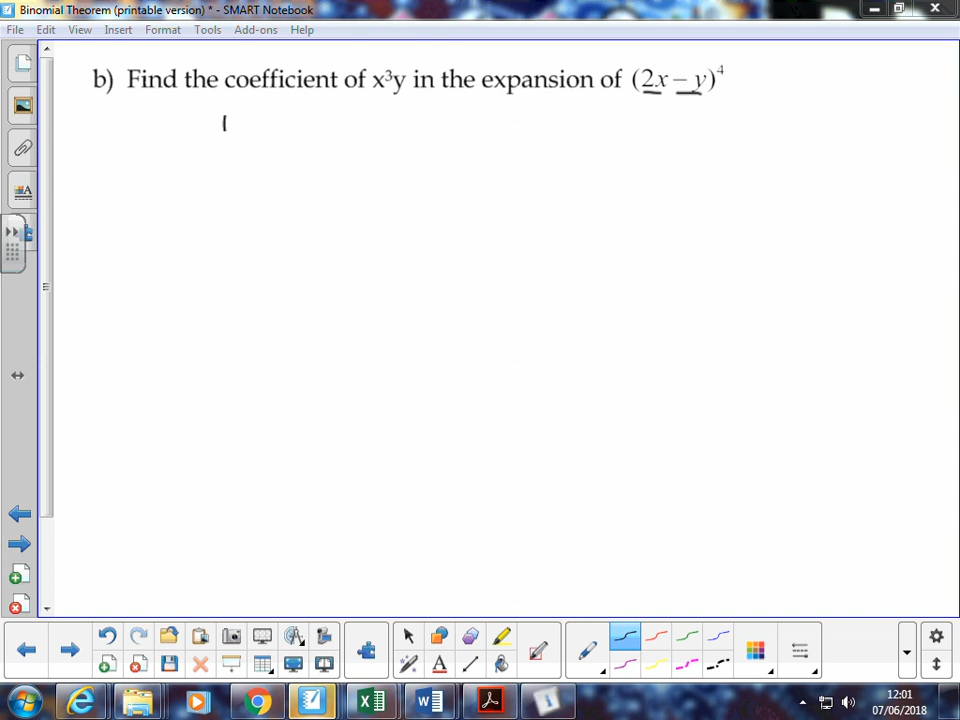 Binomial Theorem (printable version) * - SMART Notebook
File Edit View Insert Format Tools Add-ons Help
b) Find the coefficient of x³y in the expansion of (2x − y)⁴
12:01
07/06/2018